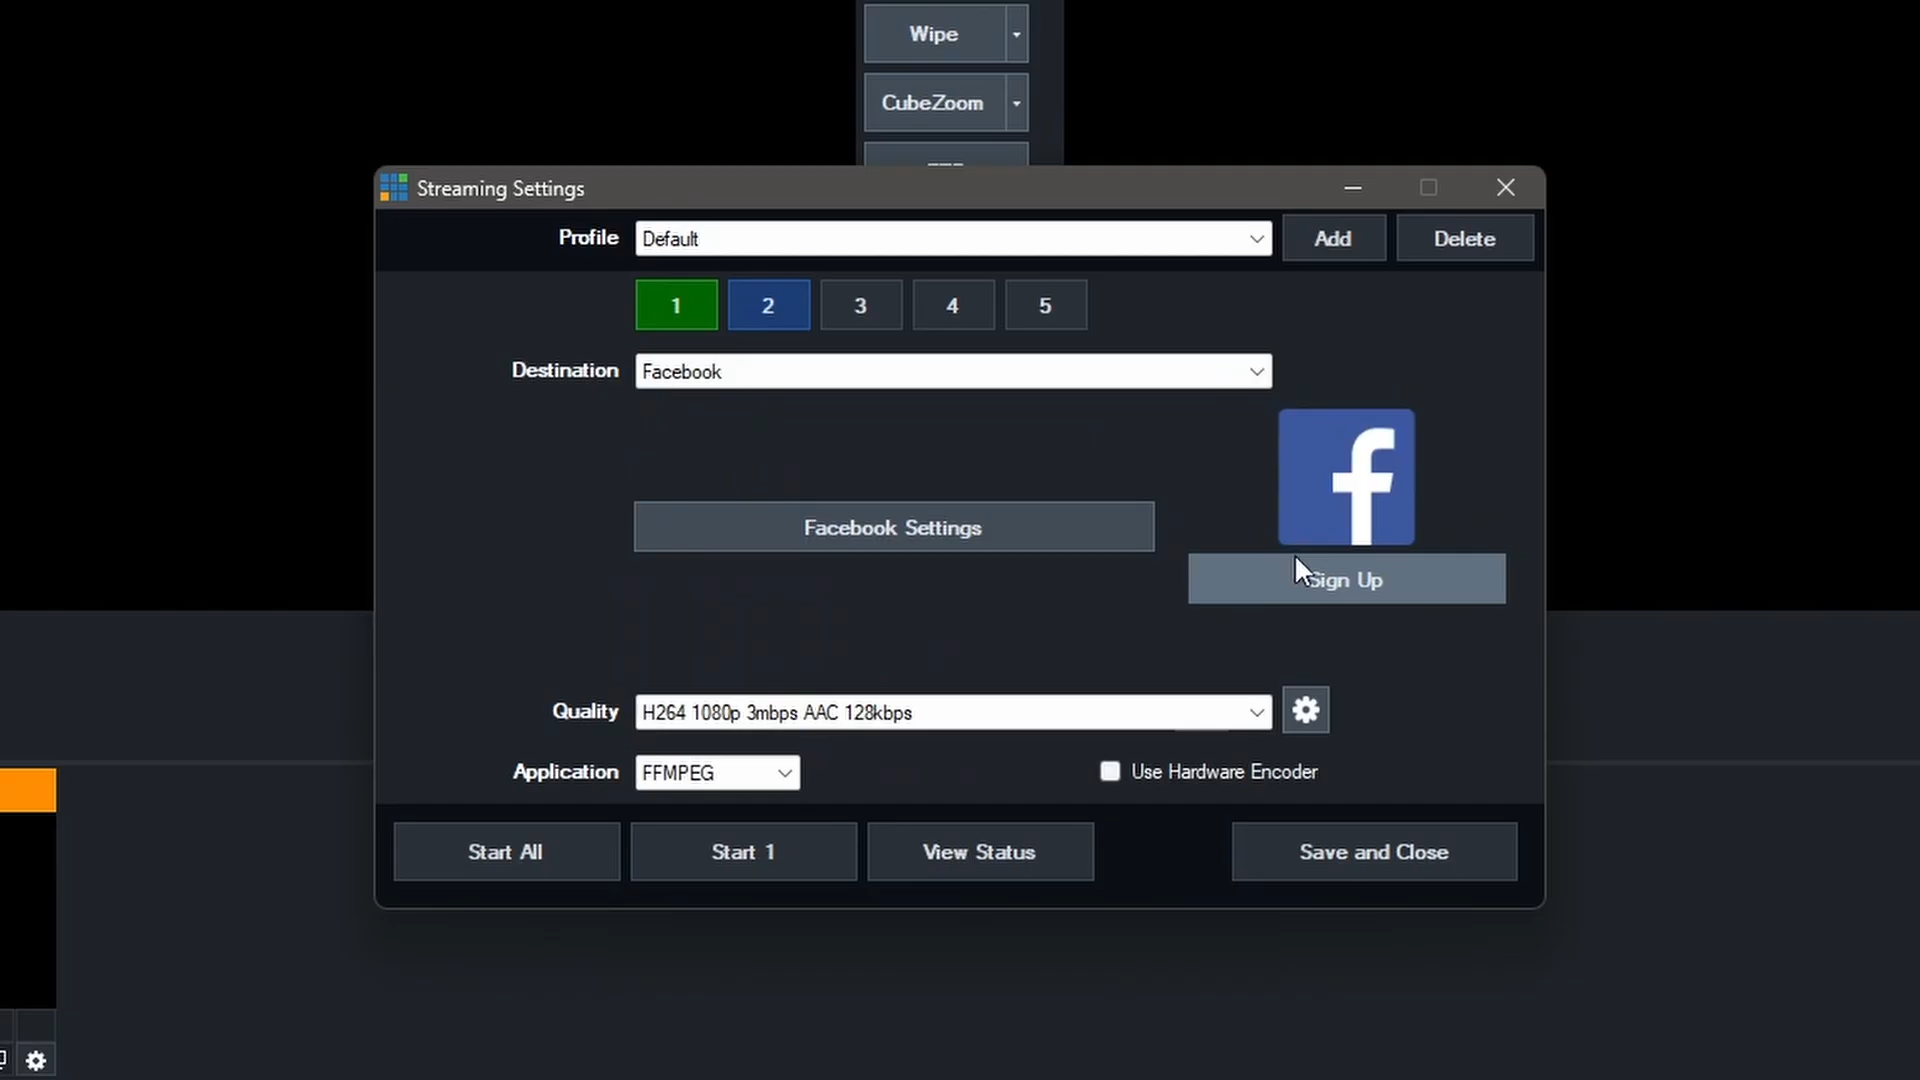 Wipe
CubeZoom
Streaming Settings
Profile Default Add Delete
1 2 3 4 5
Destination Facebook
Facebook Settings
Sign Up
Quality H264 1080p 3mbps AAC 128kbps
Application FFMPEG Use Hardware Encoder
Start All Start 1 View Status Save and Close